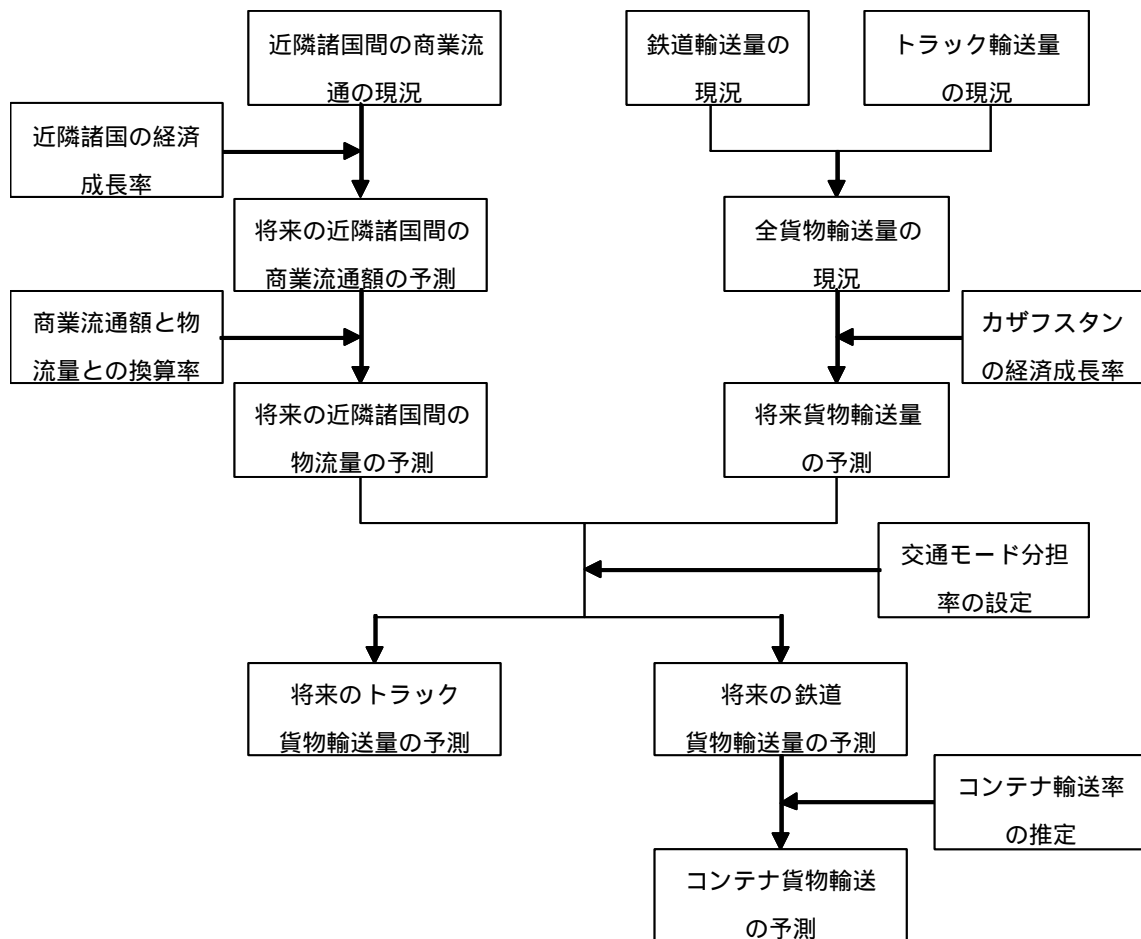 近隣諸国間の商業流
通の現況
鉄道輸送量の
現況
トラック輸送量
の現況
近隣諸国の経済
成長率
将来の近隣諸国間の
商業流通額の予測
全貨物輸送量の
現況
商業流通額と物
流量との換算率
カザフスタン
の経済成長率
将来の近隣諸国間の
物流量の予測
将来貨物輸送量
の予測
交通モード分担
率の設定
将来のトラック
貨物輸送量の予測
将来の鉄道
貨物輸送量の予測
コンテナ輸送率
の推定
コンテナ貨物輸送
の予測